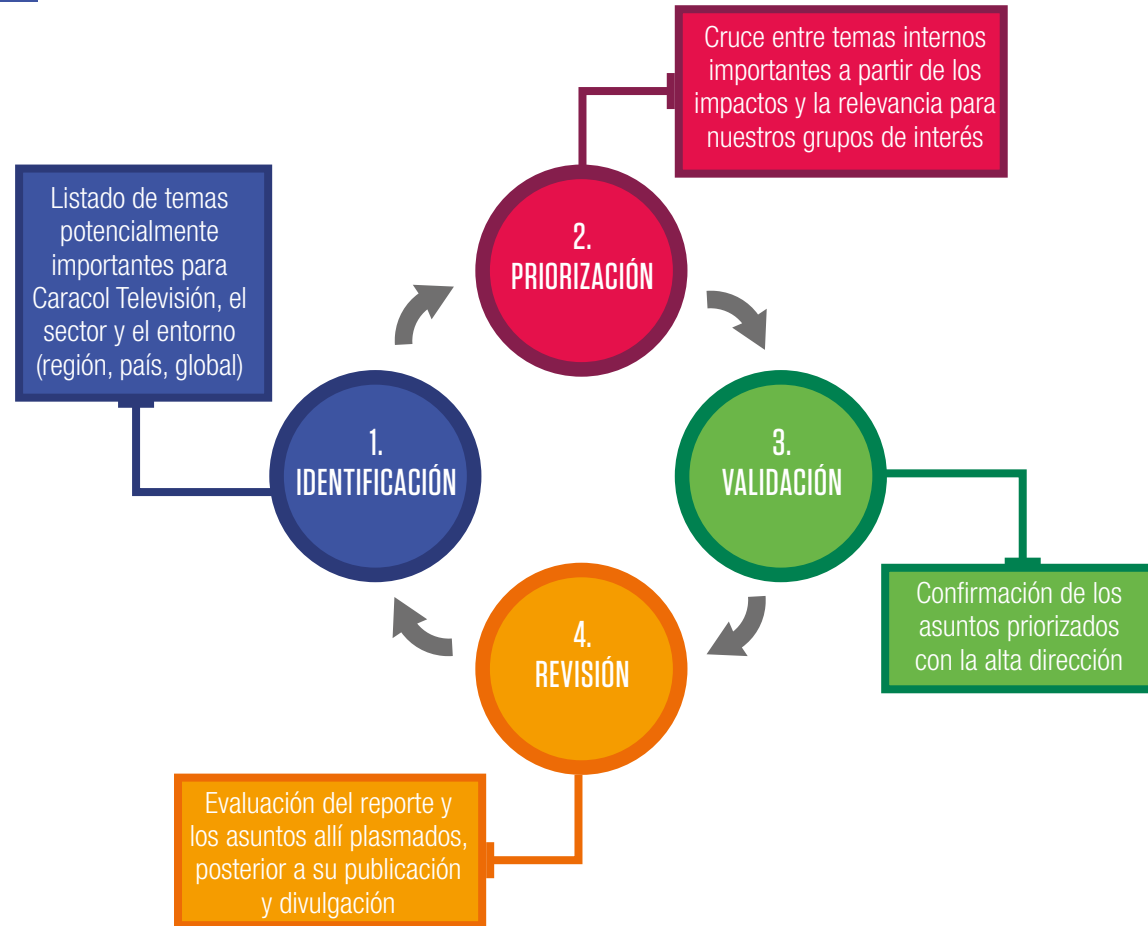 Cruce entre temas internos
importantes a partir de los
impactos y la relevancia para
nuestros grupos de interés
Listado de temas
potencialmente
importantes para
Caracol Televisión, el
sector y el entorno
(región, país, global)
2.
PRIORIZACIÓN
1.
IDENTIFICACIÓN
3.
VALIDACIÓN
Confirmación de los
asuntos priorizados
con la alta dirección
4.
REVISIÓN
Evaluación del reporte y
los asuntos allí plasmados,
posterior a su publicación
y divulgación